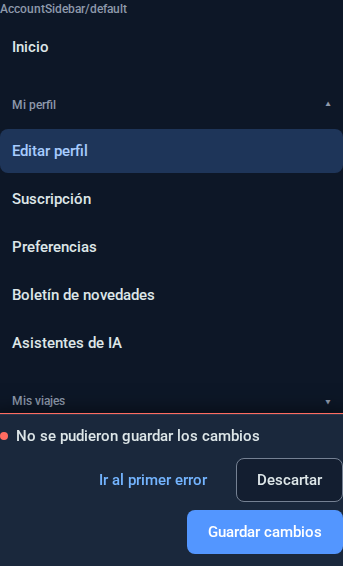 AccountSidebar/default
Inicio
Mi perfil
Editar perfil
Suscripción
Preferencias
Boletín de novedades
Asistentes de IA
Mis viajes
No se pudieron guardar los cambios
Ir al primer error
Descartar
Guardar cambios